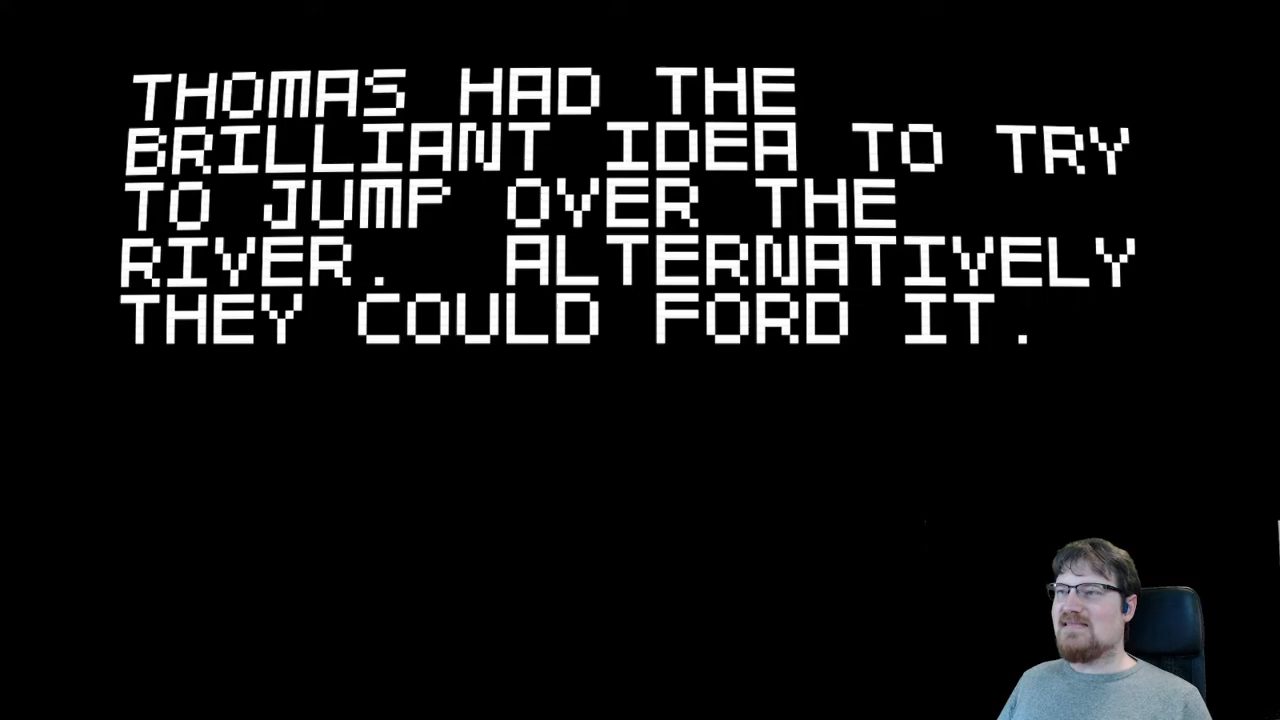 THOMAS HAD THE
BRILLIANT IDEA TO TRY
TO JUMP OVER THE
RIVER.  ALTERNATIVELY
THEY COULD FORD IT.